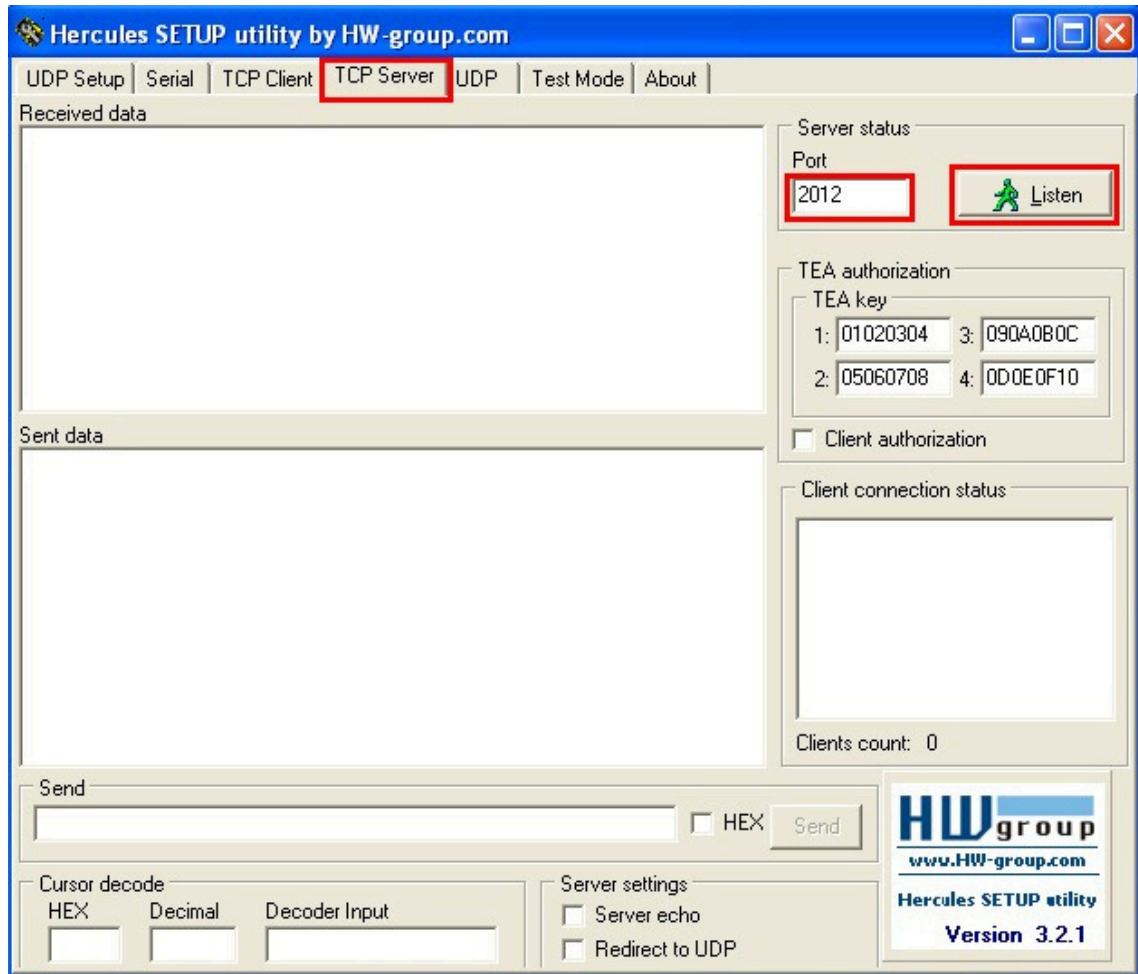 Hercules SETUP utility by HW-group.com
UDP Setup Serial TCP Client TCP Server UDP Test Mode About
Received data
Server status
Port
2012 Listen
TEA authorization
TEA key
1: 01020304 3: 090A0B0C
2: 05060708 4: 0D0E0F10
Client authorization
Sent data
Client connection status
Clients count: 0
Send
HEX Send
Cursor decode
HEX Decimal Decoder Input
Server settings
Server echo
Redirect to UDP
HWgroup
www.HW-group.com
Hercules SETUP utility
Version 3.2.1